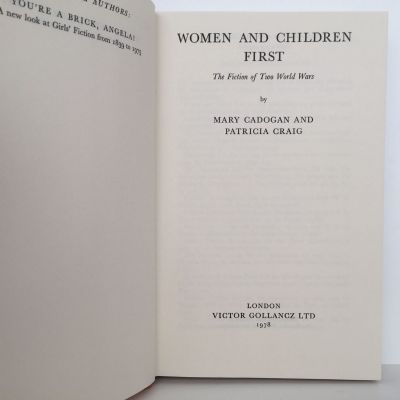 AUTHORS:
YOU'RE A BRICK, ANGELA!
A new look at Girls' Fiction from 1839 to 1975
WOMEN AND CHILDREN
FIRST
The Fiction of Two World Wars
by
MARY CADOGAN AND
PATRICIA CRAIG
LONDON
VICTOR GOLLANCZ LTD
1978